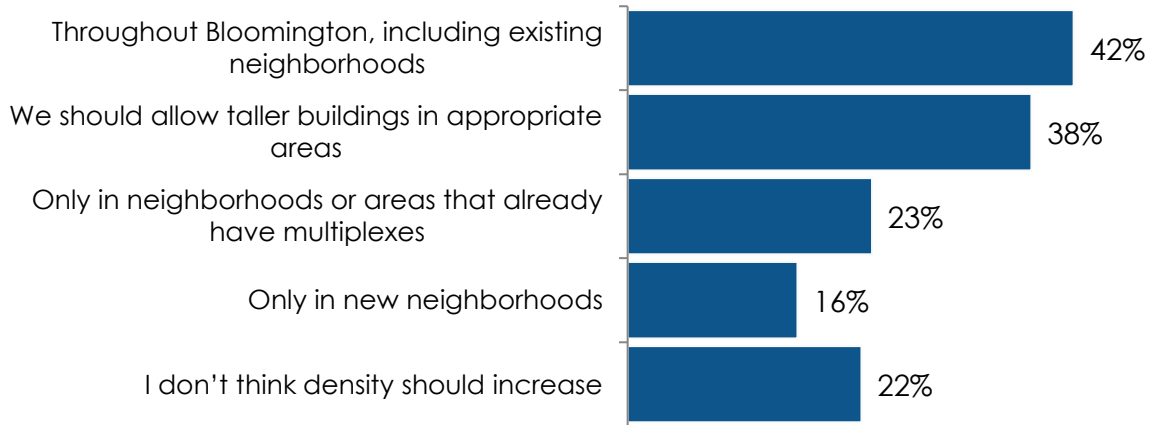 Throughout Bloomington, including existing
neighborhoods
42%
We should allow taller buildings in appropriate
areas
38%
Only in neighborhoods or areas that already
have multiplexes
23%
Only in new neighborhoods
16%
I don’t think density should increase
22%